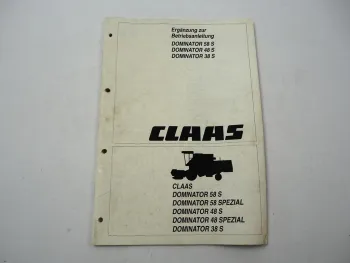 Ergänzung zur
Betriebsanleitung
DOMINATOR 58 S
DOMINATOR 48 S
DOMINATOR 38 S
CLAAS
CLAAS
DOMINATOR 58 S
DOMINATOR 58 SPEZIAL
DOMINATOR 48 S
DOMINATOR 48 SPEZIAL
DOMINATOR 38 S